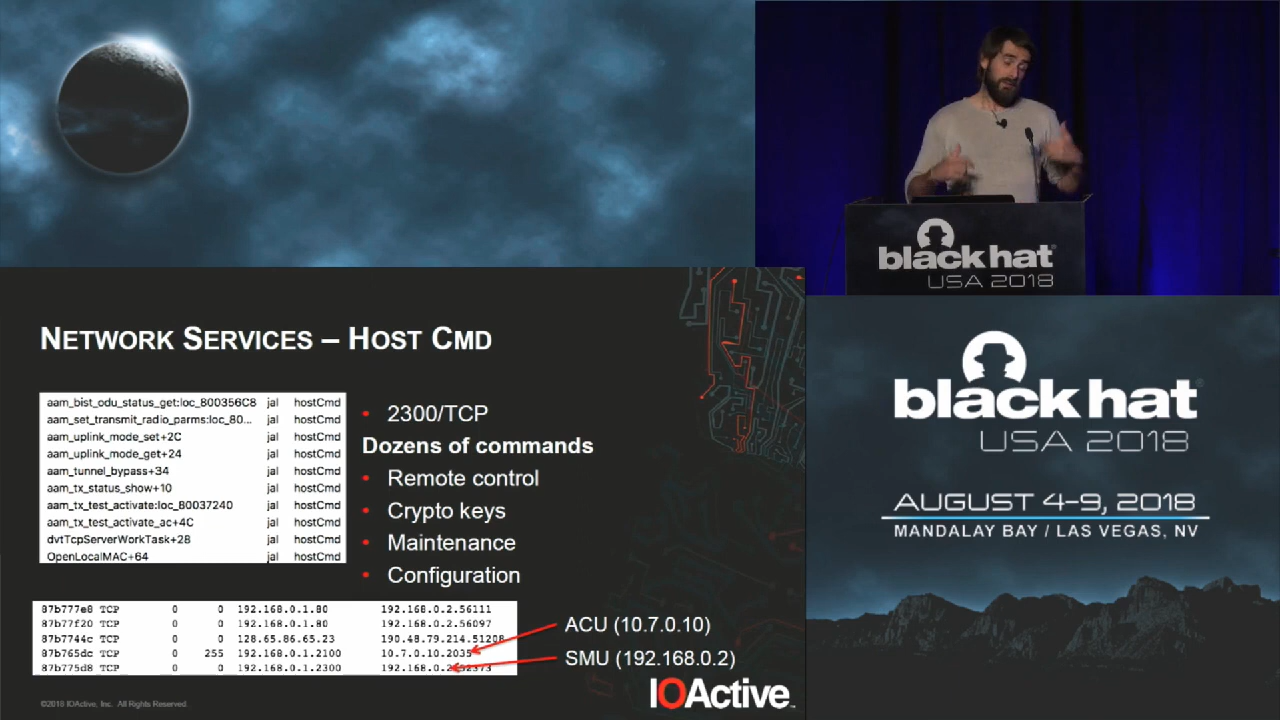 black hat
USA 2018
NETWORK SERVICES – HOST CMD
aam_bist_odu_status_get:loc_800356C8 jal hostCmd
aam_set_transmit_radio_parms:loc_80... jal hostCmd
aam_uplink_mode_set+2C jal hostCmd
aam_uplink_mode_get+24 jal hostCmd
aam_tunnel_bypass+34 jal hostCmd
aam_tx_status_show+10 jal hostCmd
aam_tx_test_activate:loc_80037240 jal hostCmd
aam_tx_test_activate_ac+4C jal hostCmd
dvtTcpServerWorkTask+28 jal hostCmd
OpenLocalMAC+64 jal hostCmd
• 2300/TCP
Dozens of commands
• Remote control
• Crypto keys
• Maintenance
• Configuration
87b777e8 TCP 0 0 192.168.0.1.80 192.168.0.2.56111
87b77f20 TCP 0 0 192.168.0.1.80 192.168.0.2.56097
87b7744c TCP 0 0 128.65.86.65.23 190.48.79.214.51208
87b765dc TCP 0 255 192.168.0.1.2100 10.7.0.10.2035
87b775d8 TCP 0 0 192.168.0.1.2300
ACU (10.7.0.10)
SMU (192.168.0.2)
©2018 IOActive, Inc. All Rights Reserved.
IOActive™
black hat
USA 2018
AUGUST 4–9, 2018
MANDALAY BAY / LAS VEGAS, NV